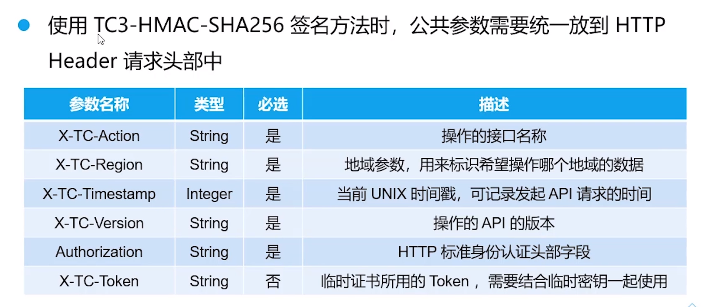 使用 TC3-HMAC-SHA256 签名方法时，公共参数需要统一放到 HTTP
Header 请求头部中
参数名称 类型 必选 描述
X-TC-Action String 是 操作的接口名称
X-TC-Region String 是 地域参数，用来标识希望操作哪个地域的数据
X-TC-Timestamp Integer 是 当前 UNIX 时间戳，可记录发起 API 请求的时间
X-TC-Version String 是 操作的 API 的版本
Authorization String 是 HTTP 标准身份认证头部字段
X-TC-Token String 否 临时证书所用的 Token ，需要结合临时密钥一起使用